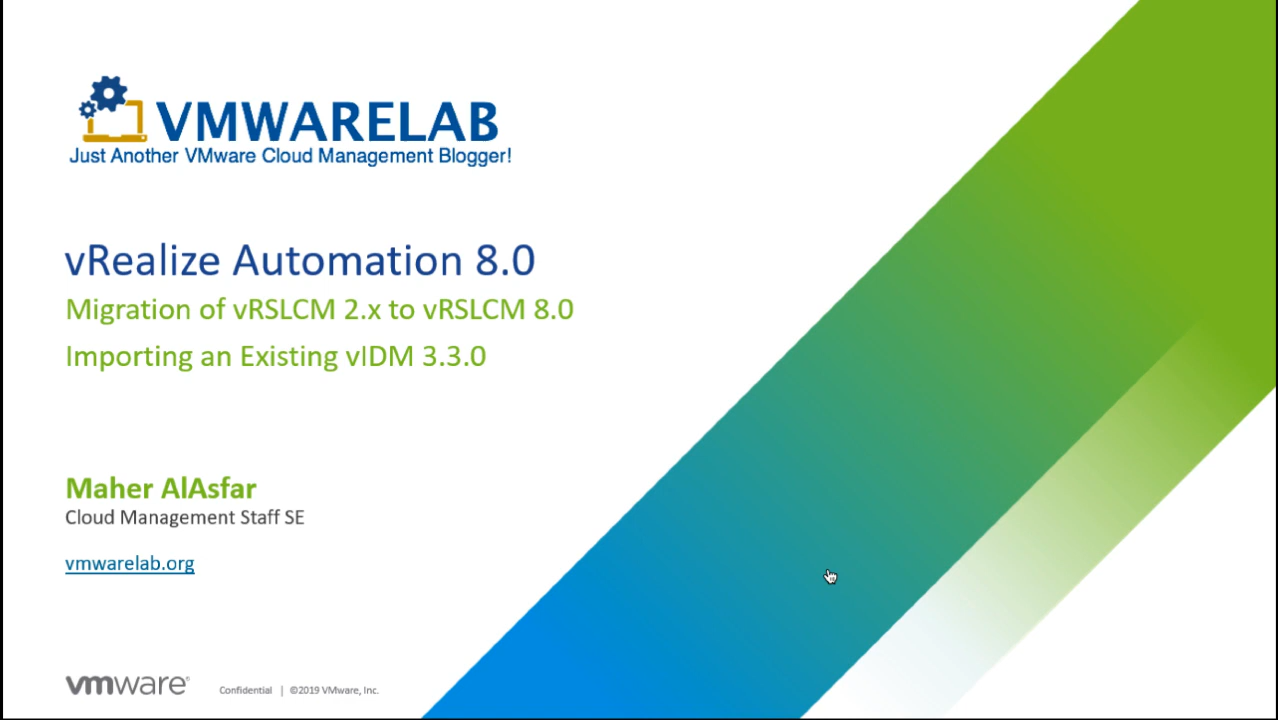 VMWARELAB
Just Another VMware Cloud Management Blogger!
vRealize Automation 8.0
Migration of vRSLCM 2.x to vRSLCM 8.0
Importing an Existing vIDM 3.3.0
Maher AlAsfar
Cloud Management Staff SE
vmwarelab.org
vmware® Confidential | ©2019 VMware, Inc.